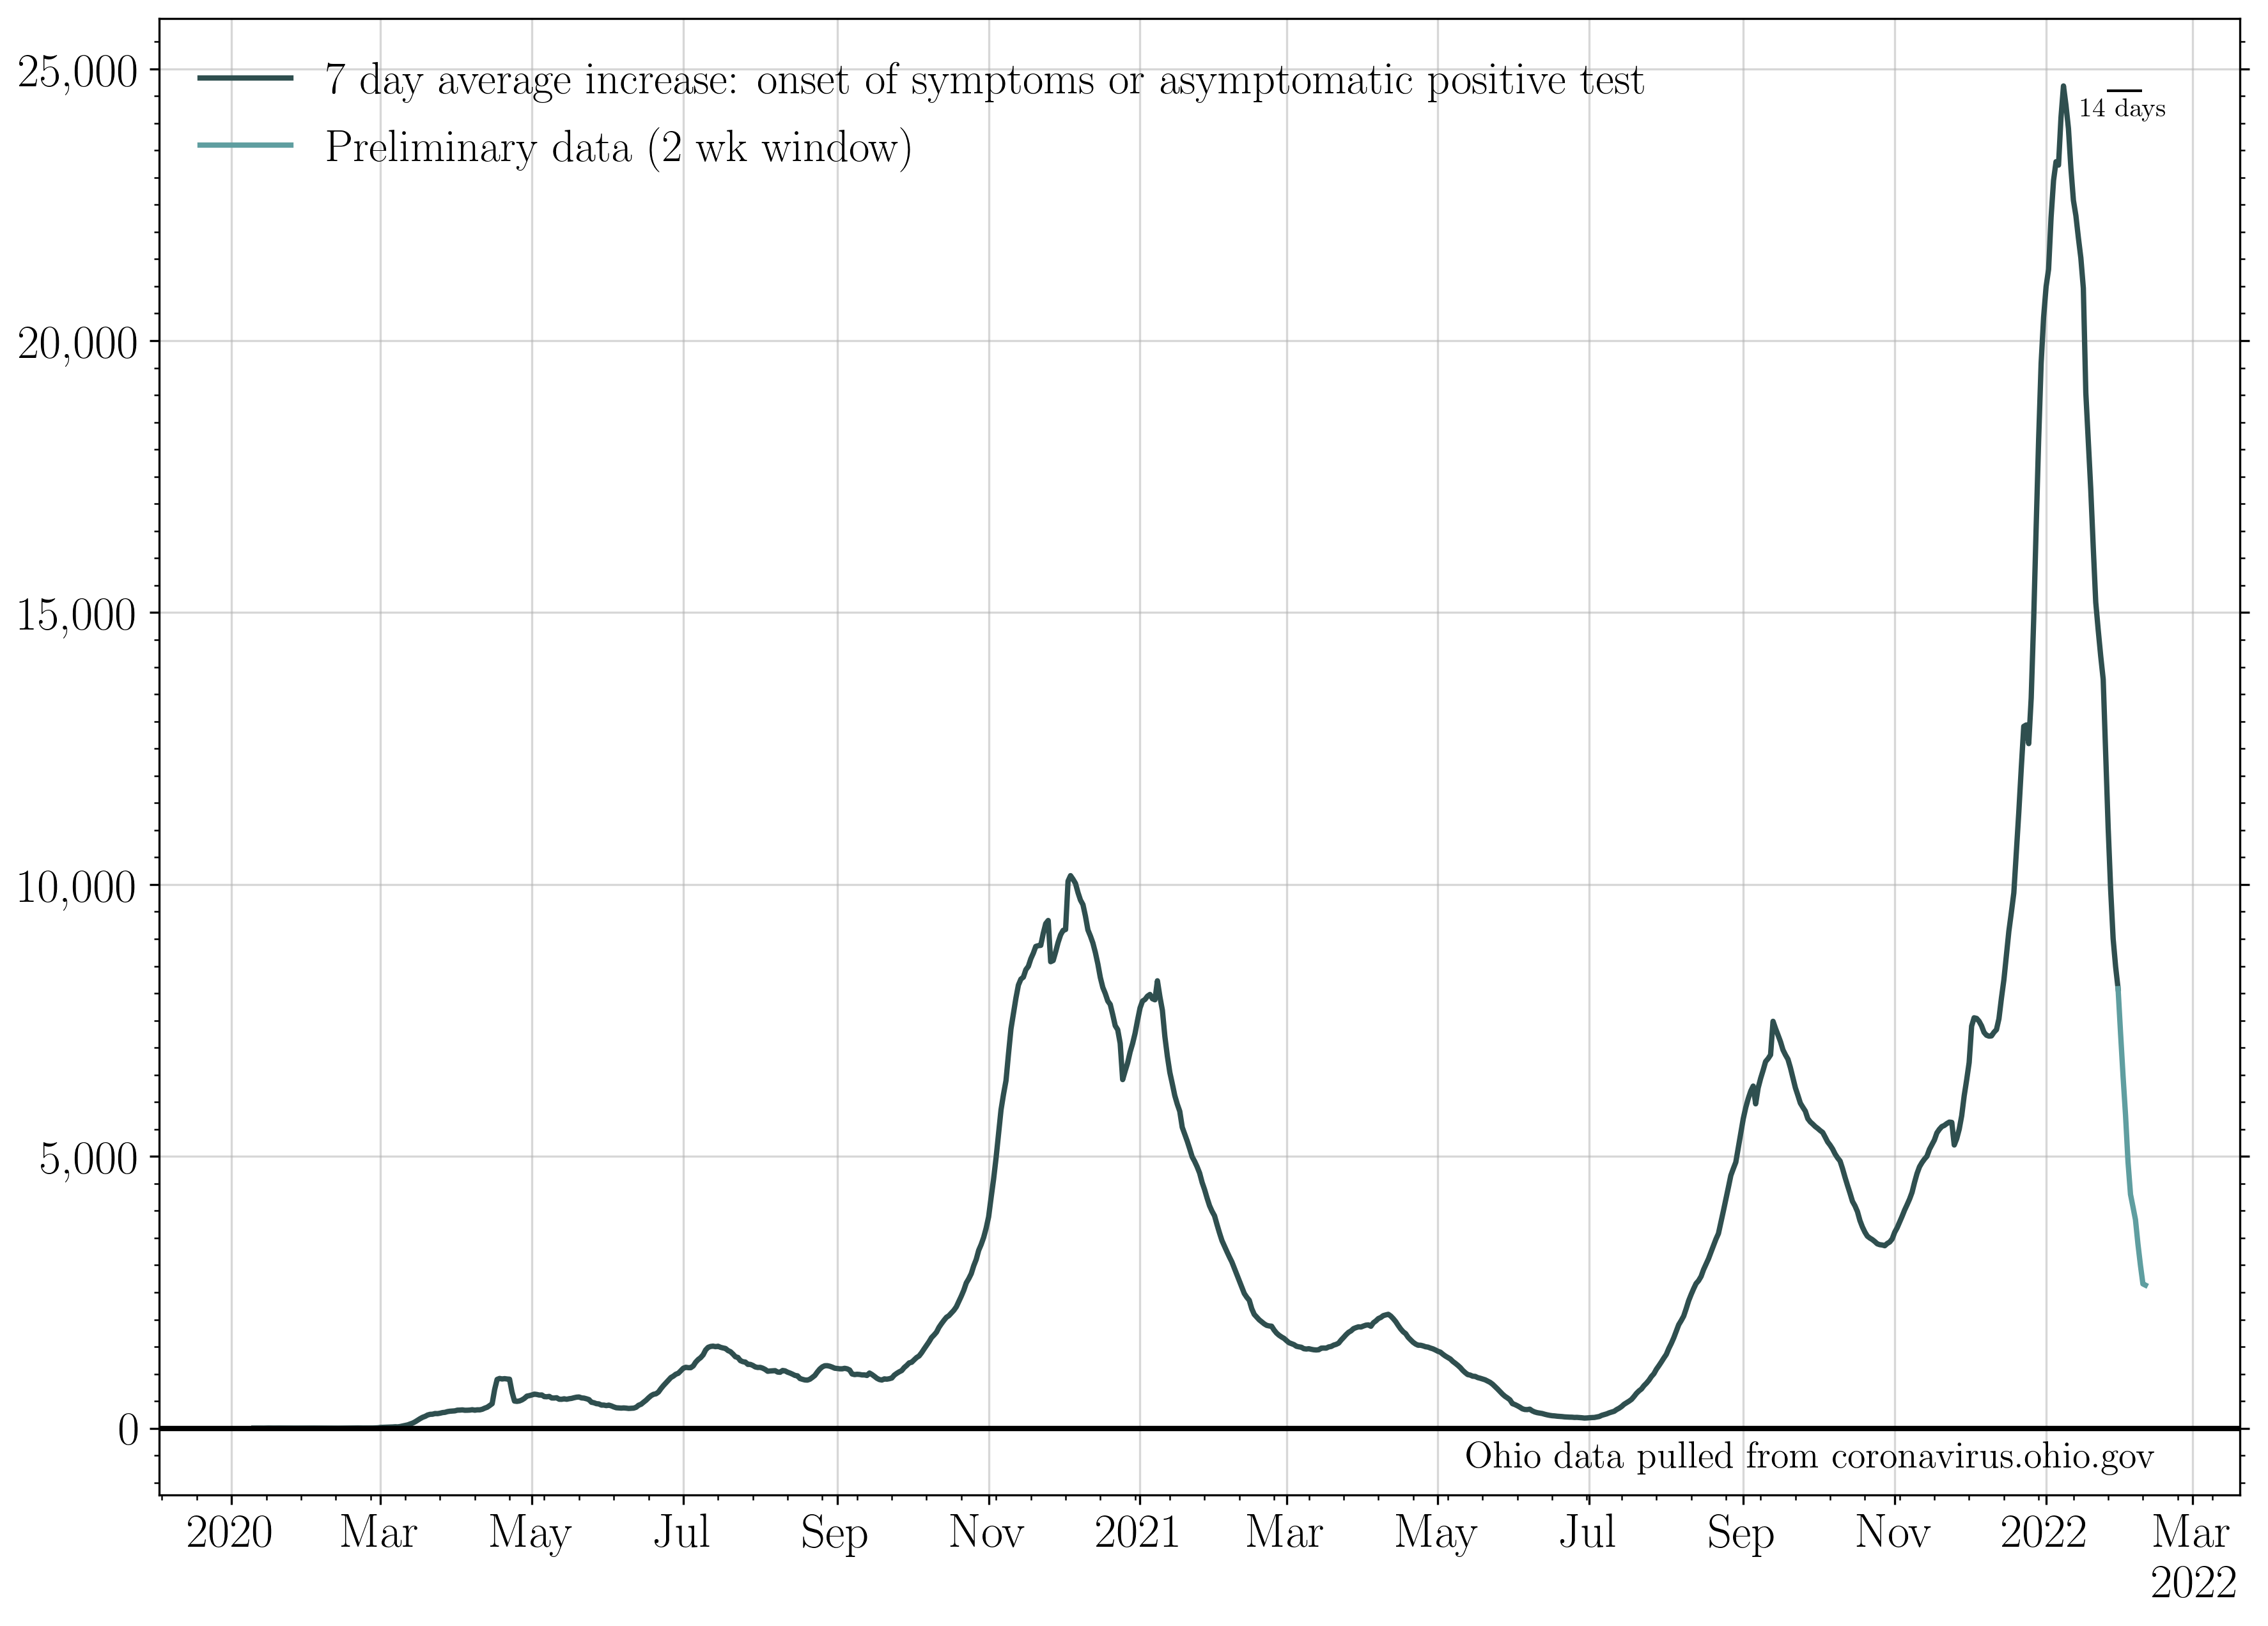 25,000
20,000
15,000
10,000
5,000
0
7 day average increase: onset of symptoms or asymptomatic positive test
Preliminary data (2 wk window)
14 days
Ohio data pulled from coronavirus.ohio.gov
2020 Mar May Jul Sep Nov 2021 Mar May Jul Sep Nov 2022 Mar
2022